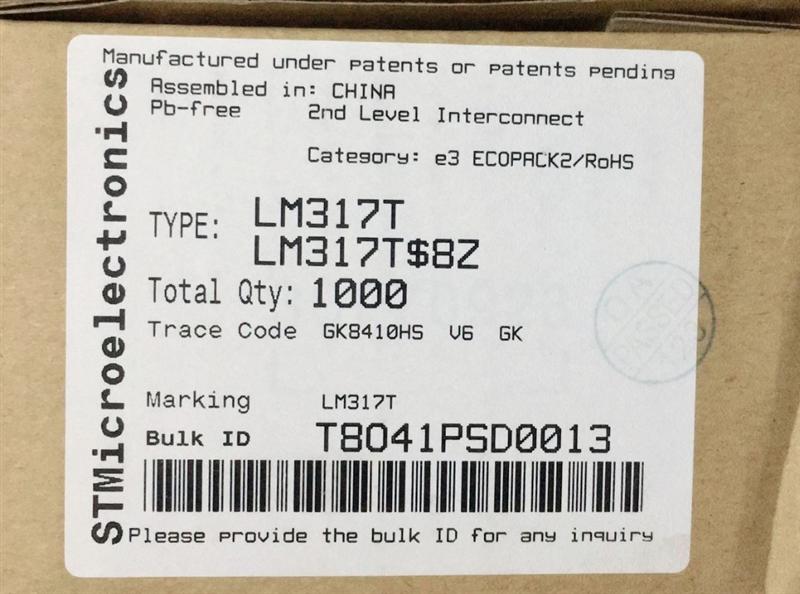 Manufactured under patents or patents pending
STMicroelectronics
Assembled in: CHINA
Pb-free 2nd Level Interconnect
Category: e3 ECOPACK2/RoHS
TYPE: LM317T
LM317T$8Z
Total Qty: 1000
Trace Code GK8410HS V6 GK
Marking LM317T
Bulk ID T8041PSD0013
Please provide the bulk ID for any inquiry